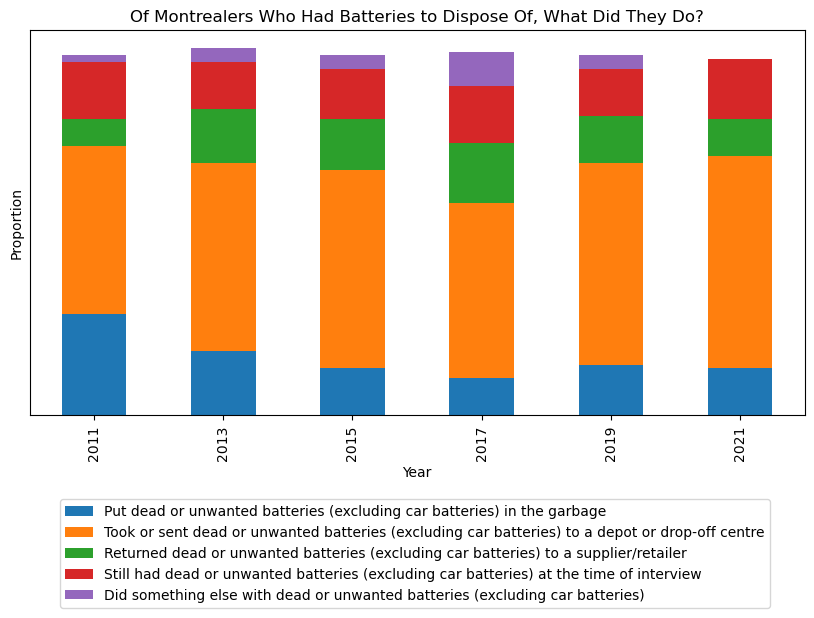 Of Montrealers Who Had Batteries to Dispose Of, What Did They Do?
Proportion
2011
2013
2015
2017
2019
2021
Year
Put dead or unwanted batteries (excluding car batteries) in the garbage
Took or sent dead or unwanted batteries (excluding car batteries) to a depot or drop-off centre
Returned dead or unwanted batteries (excluding car batteries) to a supplier/retailer
Still had dead or unwanted batteries (excluding car batteries) at the time of interview
Did something else with dead or unwanted batteries (excluding car batteries)